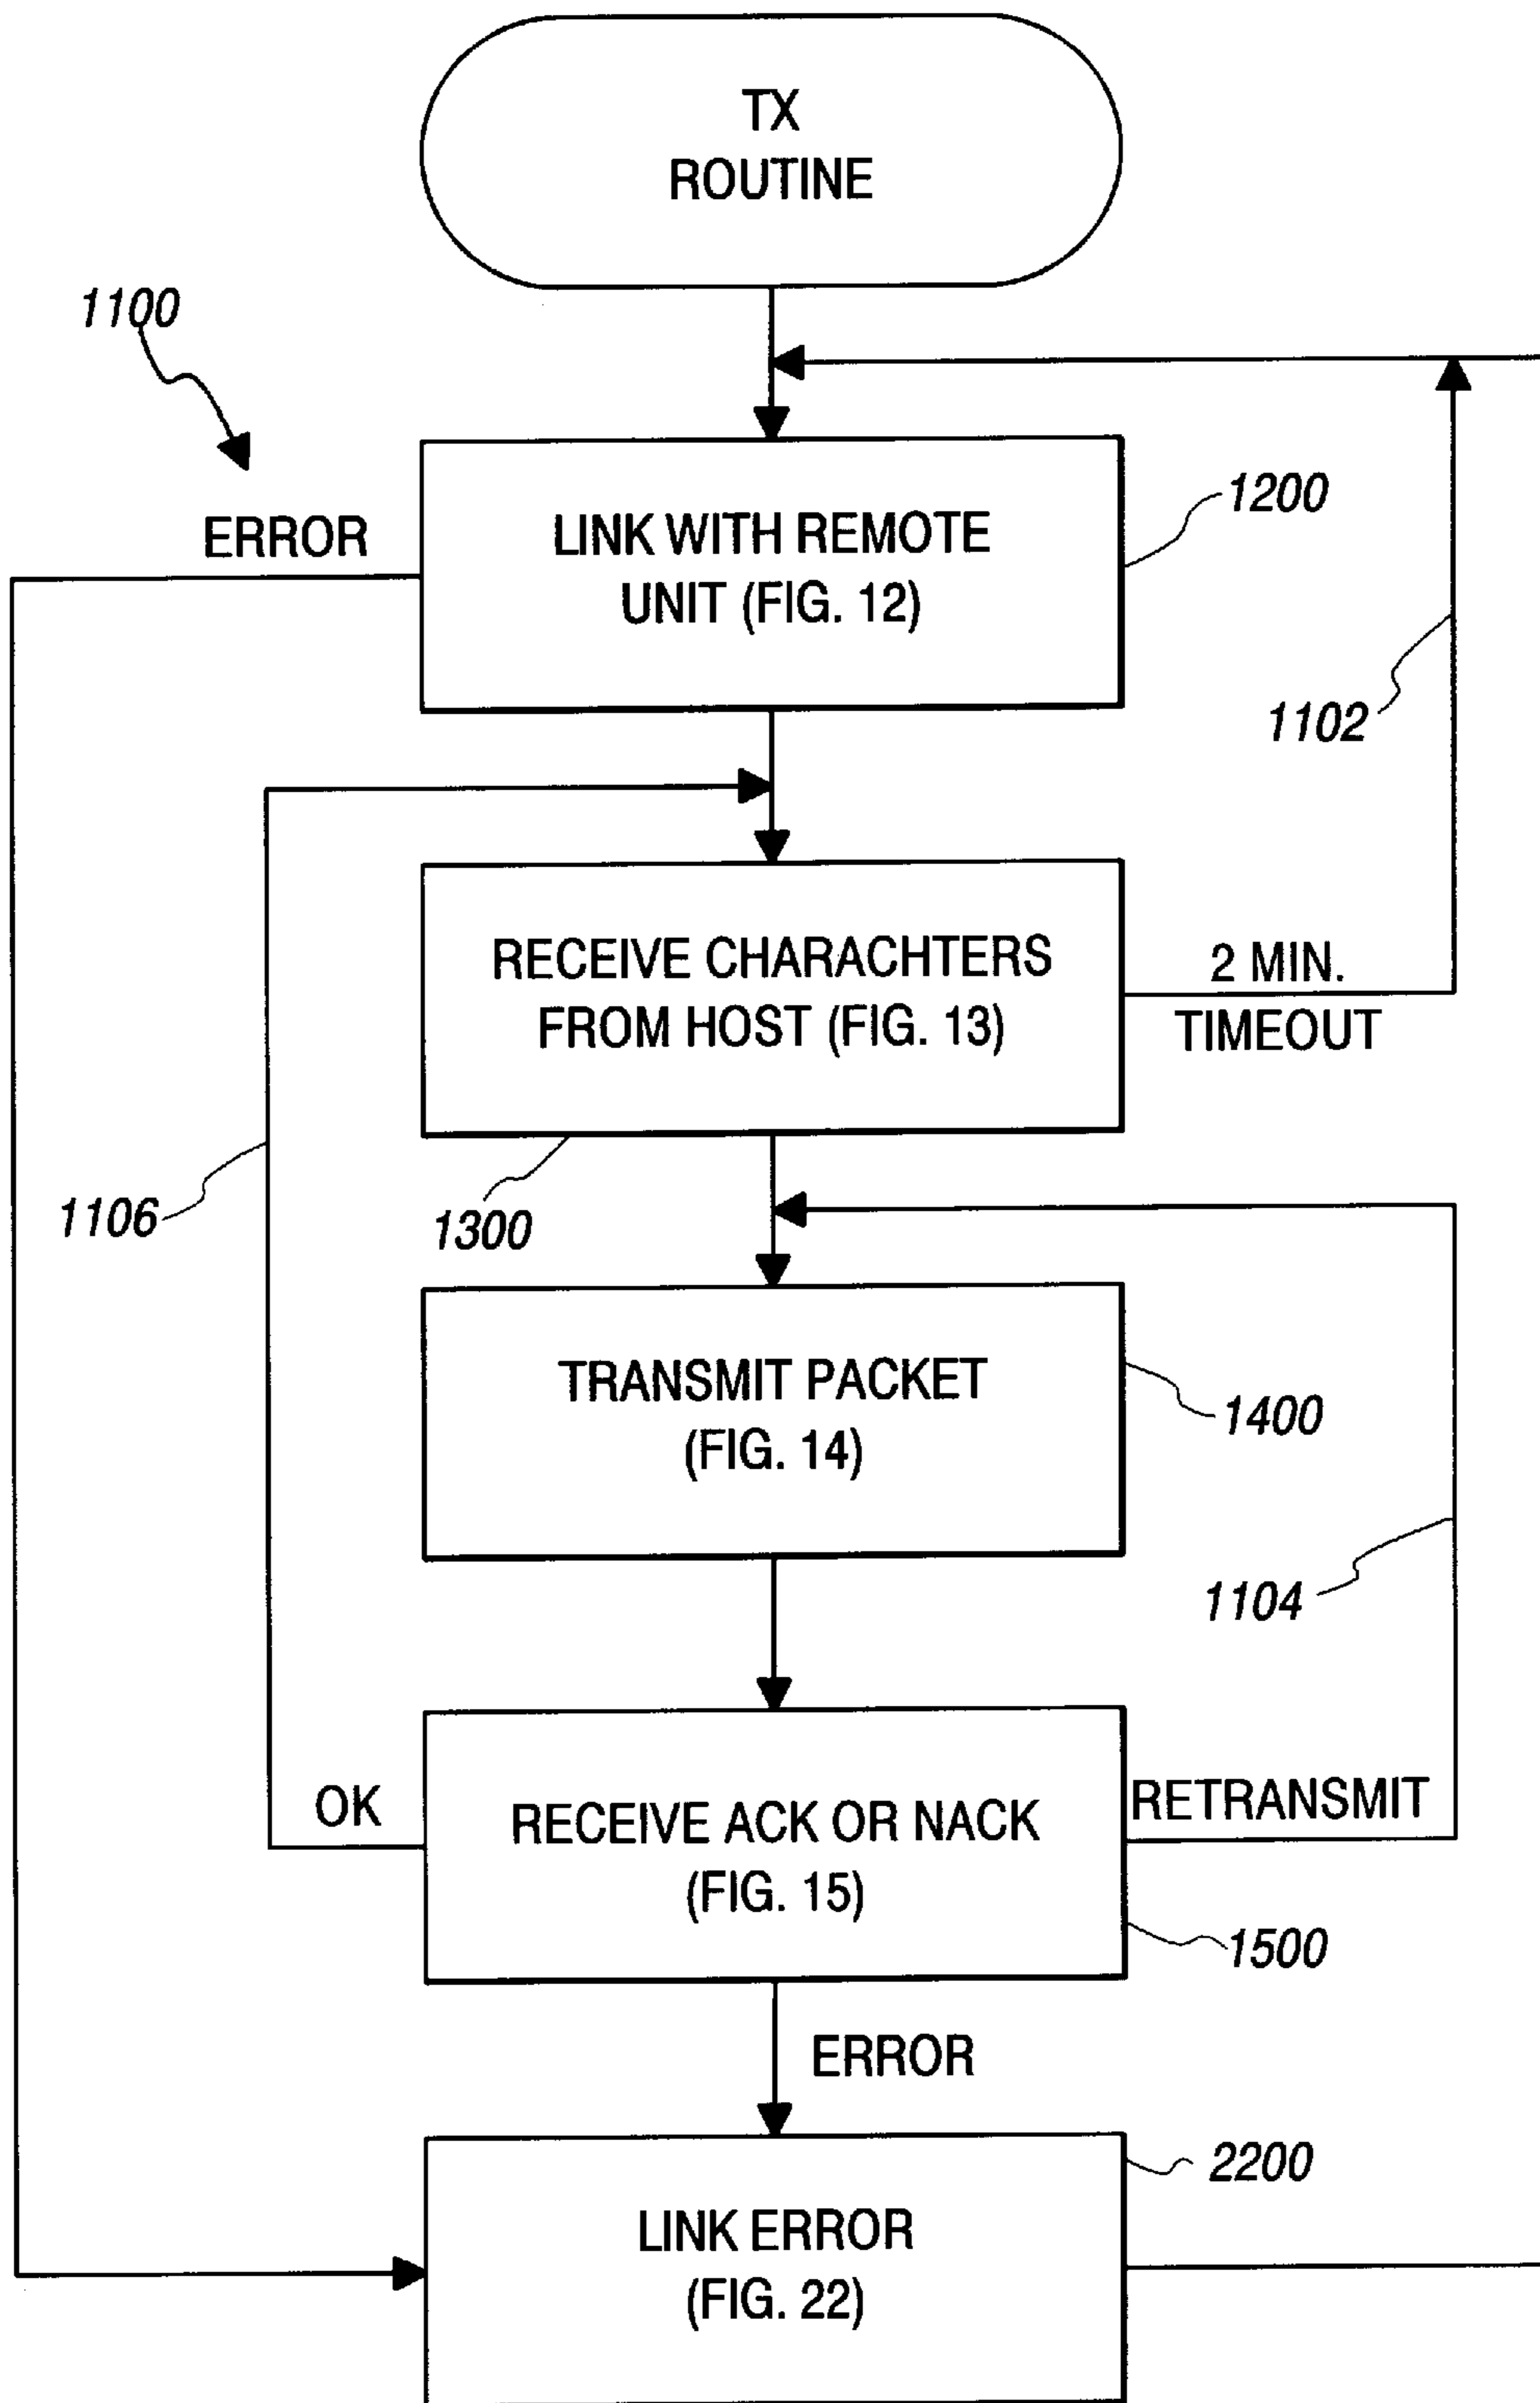 TX
ROUTINE
1100
ERROR
LINK WITH REMOTE
UNIT (FIG. 12)
1200
1102
RECEIVE CHARACHTERS
FROM HOST (FIG. 13)
2 MIN.
TIMEOUT
1106
1300
TRANSMIT PACKET
(FIG. 14)
1400
1104
OK
RECEIVE ACK OR NACK
(FIG. 15)
RETRANSMIT
1500
ERROR
2200
LINK ERROR
(FIG. 22)